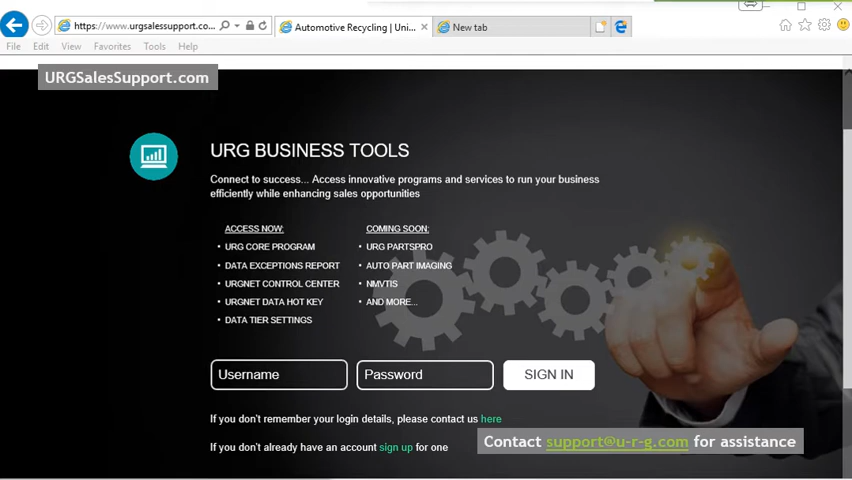 https://www.urgsalessupport.co...
Automotive Recycling | Uni...
New tab
File Edit View Favorites Tools Help
URGSalesSupport.com
URG BUSINESS TOOLS
Connect to success... Access innovative programs and services to run your business
efficiently while enhancing sales opportunities
ACCESS NOW:
• URG CORE PROGRAM
• DATA EXCEPTIONS REPORT
• URGNET CONTROL CENTER
• URGNET DATA HOT KEY
• DATA TIER SETTINGS
COMING SOON:
• URG PARTSPRO
• AUTO PART IMAGING
• NMVTIS
• AND MORE...
Username
Password
SIGN IN
If you don't remember your login details, please contact us here
If you don't already have an account sign up for one
Contact support@u-r-g.com for assistance